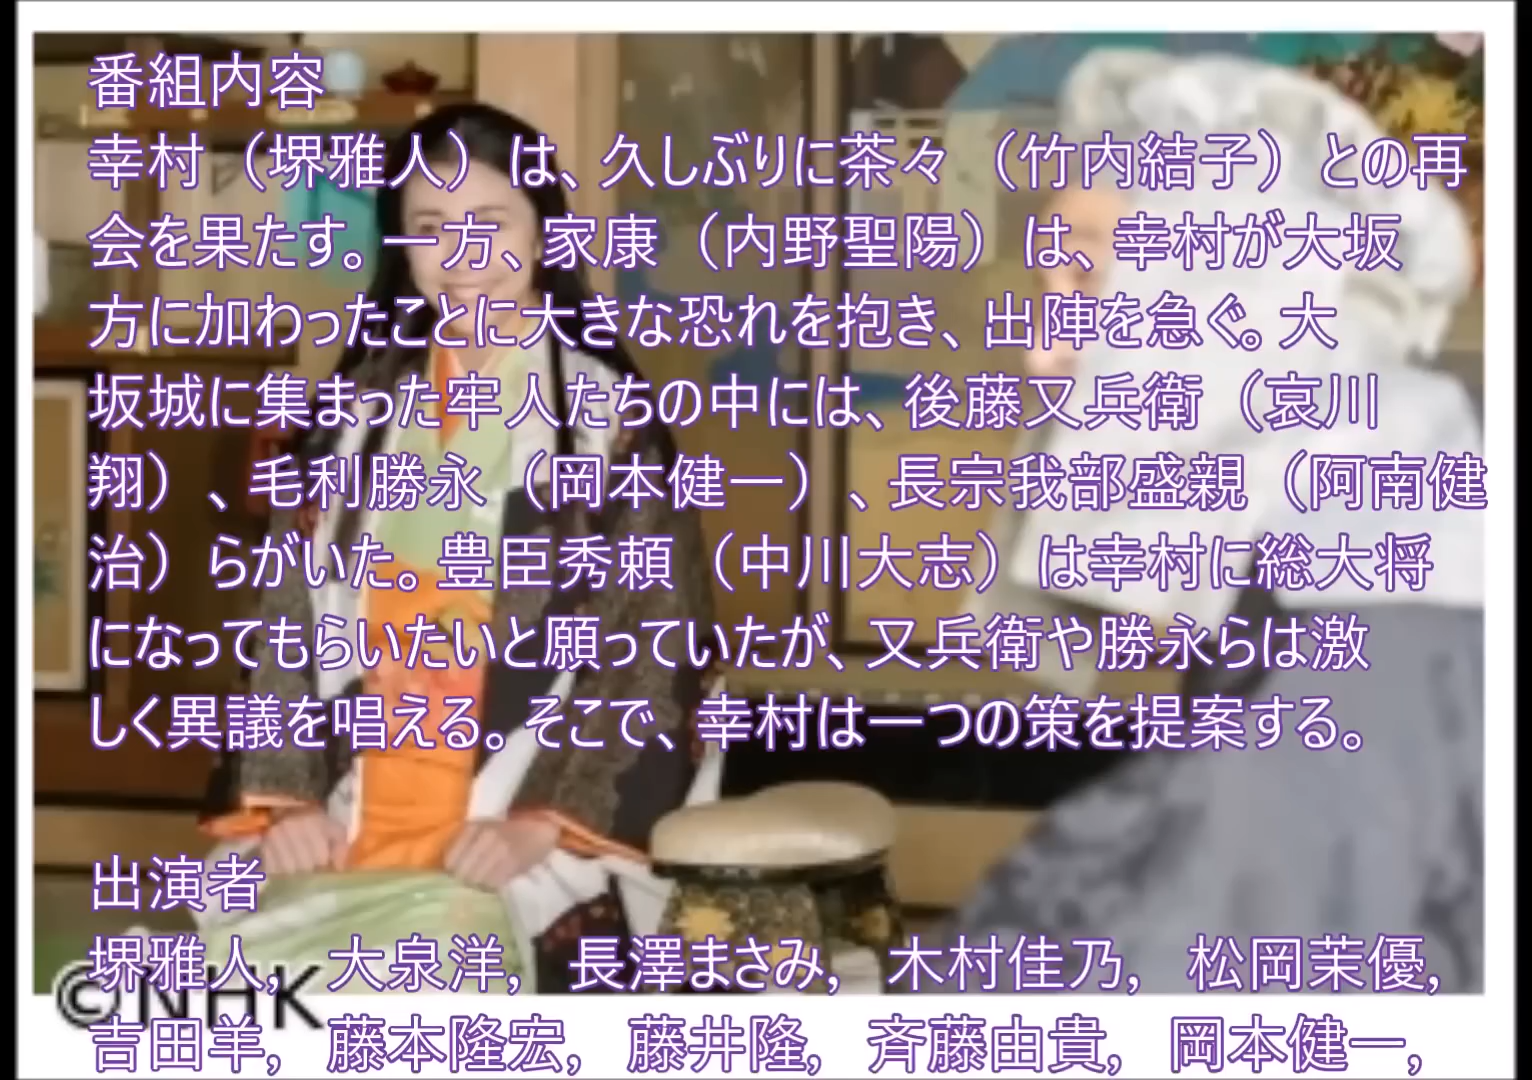 番組内容
幸村（堺雅人）は、久しぶりに茶々（竹内結子）との再
会を果たす。一方、家康（内野聖陽）は、幸村が大坂
方に加わったことに大きな恐れを抱き、出陣を急ぐ。大
坂城に集まった牢人たちの中には、後藤又兵衛（哀川
翔）、毛利勝永（岡本健一）、長宗我部盛親（阿南健
治）らがいた。豊臣秀頼（中川大志）は幸村に総大将
になってもらいたいと願っていたが、又兵衛や勝永らは激
しく異議を唱える。そこで、幸村は一つの策を提案する。
出演者
堺雅人,　大泉洋,　長澤まさみ,　木村佳乃,　松岡茉優,
©NHK
吉田羊,　藤本隆宏,　藤井隆,　斉藤由貴,　岡本健一,